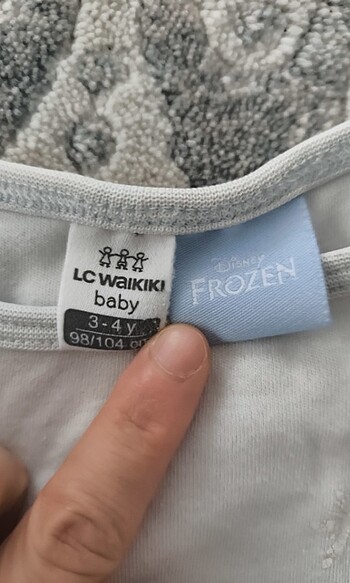 LC WAIKIKI
baby
3-4 y
98/104
DISNEY
FROZEN